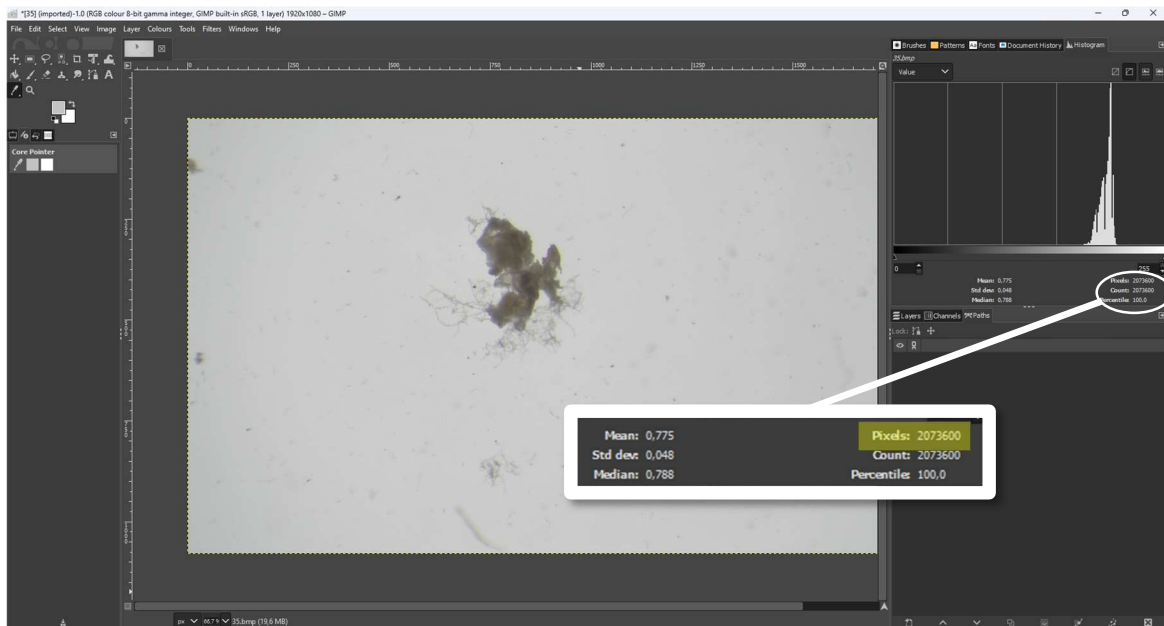 *[35] (imported)-1.0 (RGB colour 8-bit gamma integer, GIMP built-in sRGB, 1 layer) 1920x1080 – GIMP
File Edit Select View Image Layer Colours Tools Filters Windows Help
Brushes Patterns Aa Fonts Document History Histogram
35.bmp
Value
0 250 500 750 1000 1250 1500
Core Pointer
0 255
Mean: 0,775 Pixels: 2073600
Std dev: 0,048 Count: 2073600
Median: 0,788 Percentile: 100,0
Layers Channels Paths
Lock:
Mean: 0,775 Pixels: 2073600
Std dev: 0,048 Count: 2073600
Median: 0,788 Percentile: 100,0
px 66.7 % 35.bmp (19,6 MB)